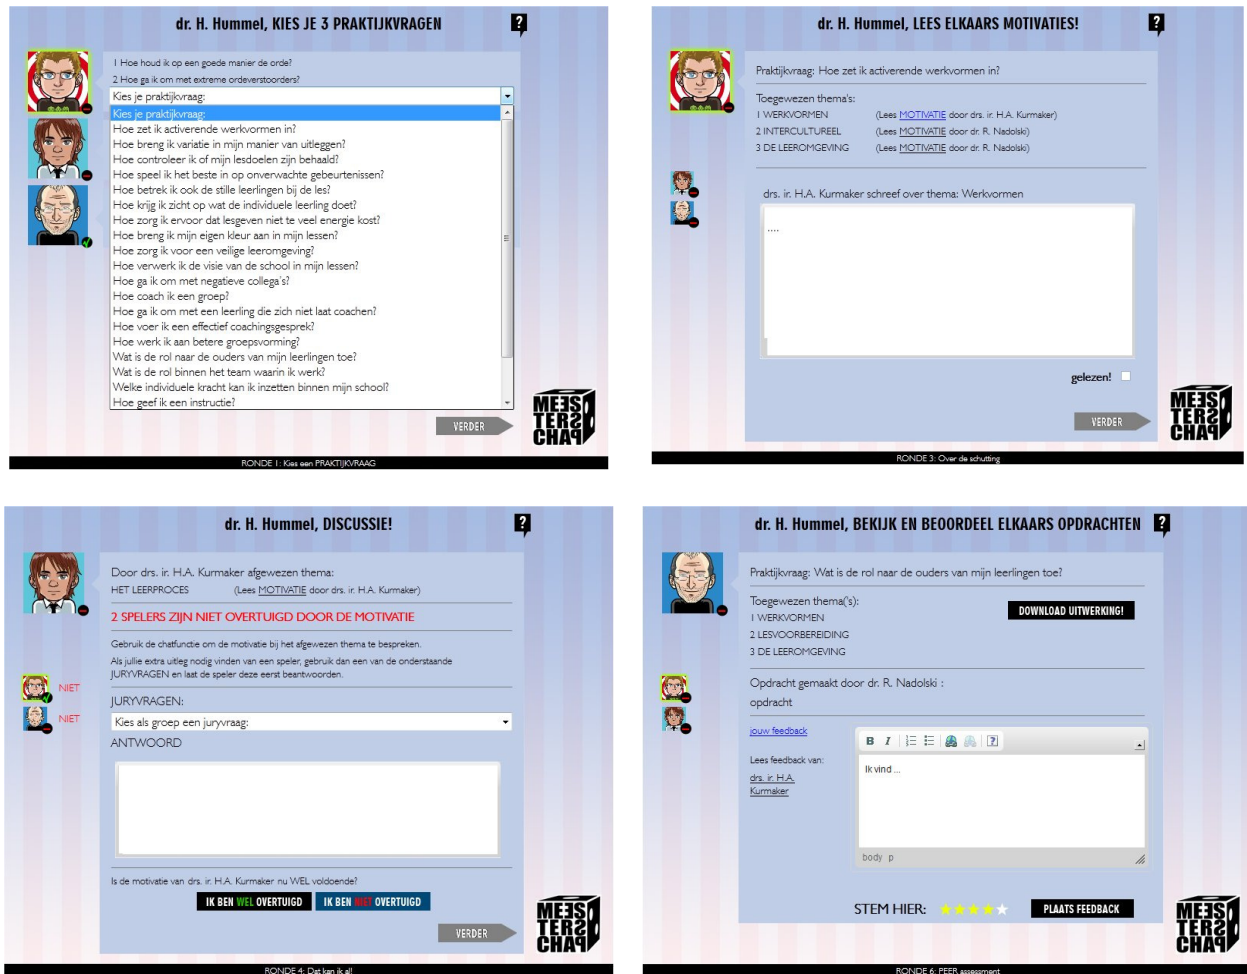 dr. H. Hummel, KIES JE 3 PRAKTIJKVRAGEN
?
1 Hoe houd ik op een goede manier de orde?
2 Hoe ga ik om met extreme ordeverstoorders?
Kies je praktijkvraag:
Kies je praktijkvraag:
Hoe zet ik activerende werkvormen in?
Hoe breng ik variatie in mijn manier van uitleggen?
Hoe controleer ik of mijn lesdoelen zijn behaald?
Hoe speel ik het beste in op onverwachte gebeurtenissen?
Hoe betrek ik ook de stille leerlingen bij de les?
Hoe krijg ik zicht op wat de individuele leerling doet?
Hoe zorg ik ervoor dat lesgeven niet te veel energie kost?
Hoe breng ik mijn eigen kleur aan in mijn lessen?
Hoe zorg ik voor een veilige leeromgeving?
Hoe verwerk ik de visie van de school in mijn lessen?
Hoe ga ik om met negatieve collega's?
Hoe coach ik een groep?
Hoe ga ik om met een leerling die zich niet laat coachen?
Hoe voer ik een effectief coachingsgesprek?
Hoe werk ik aan betere groepsvorming?
Wat is de rol naar de ouders van mijn leerlingen toe?
Wat is de rol binnen het team waarin ik werk?
Welke individuele kracht kan ik inzetten binnen mijn school?
Hoe geef ik een instructie?
VERDER
MEES
TERS
CHAP
RONDE 1: Kies een PRAKTIJKVRAAG
dr. H. Hummel, LEES ELKAARS MOTIVATIES!
?
Praktijkvraag: Hoe zet ik activerende werkvormen in?
Toegewezen thema's:
1 WERKVORMEN (Lees MOTIVATIE door drs. ir. H.A. Kurmaker)
2 INTERCULTUREEL (Lees MOTIVATIE door dr. R. Nadolski)
3 DE LEEROMGEVING (Lees MOTIVATIE door dr. R. Nadolski)
drs. ir. H.A. Kurmaker schreef over thema: Werkvormen
....
gelezen!
VERDER
MEES
TERS
CHAP
RONDE 3: Over de schutting
dr. H. Hummel, DISCUSSIE!
?
Door drs. ir. H.A. Kurmaker afgewezen thema:
HET LEERPROCES (Lees MOTIVATIE door drs. ir. H.A. Kurmaker)
2 SPELERS ZIJN NIET OVERTUIGD DOOR DE MOTIVATIE
Gebruik de chatfunctie om de motivatie bij het afgewezen thema te bespreken.
Als jullie extra uitleg nodig vinden van een speler, gebruik dan een van de onderstaande
JURYVRAGEN en laat de speler deze eerst beantwoorden.
NIET
NIET
JURYVRAGEN:
Kies als groep een juryvraag:
ANTWOORD
Is de motivatie van drs. ir. H.A. Kurmaker nu WEL voldoende?
IK BEN WEL OVERTUIGD IK BEN NIET OVERTUIGD
VERDER
MEES
TERS
CHAP
RONDE 4: Dat kan ik al!
dr. H. Hummel, BEKIJK EN BEOORDEEL ELKAARS OPDRACHTEN
?
Praktijkvraag: Wat is de rol naar de ouders van mijn leerlingen toe?
Toegewezen thema('s):
DOWNLOAD UITWERKING!
1 WERKVORMEN
2 LESVOORBEREIDING
3 DE LEEROMGEVING
Opdracht gemaakt door dr. R. Nadolski :
opdracht
jouw feedback
Lees feedback van:
drs. ir. H.A.
Kurmaker
B I ?
Ik vind ...
body p
STEM HIER:
PLAATS FEEDBACK
MEES
TERS
CHAP
RONDE 6: PEER assessment